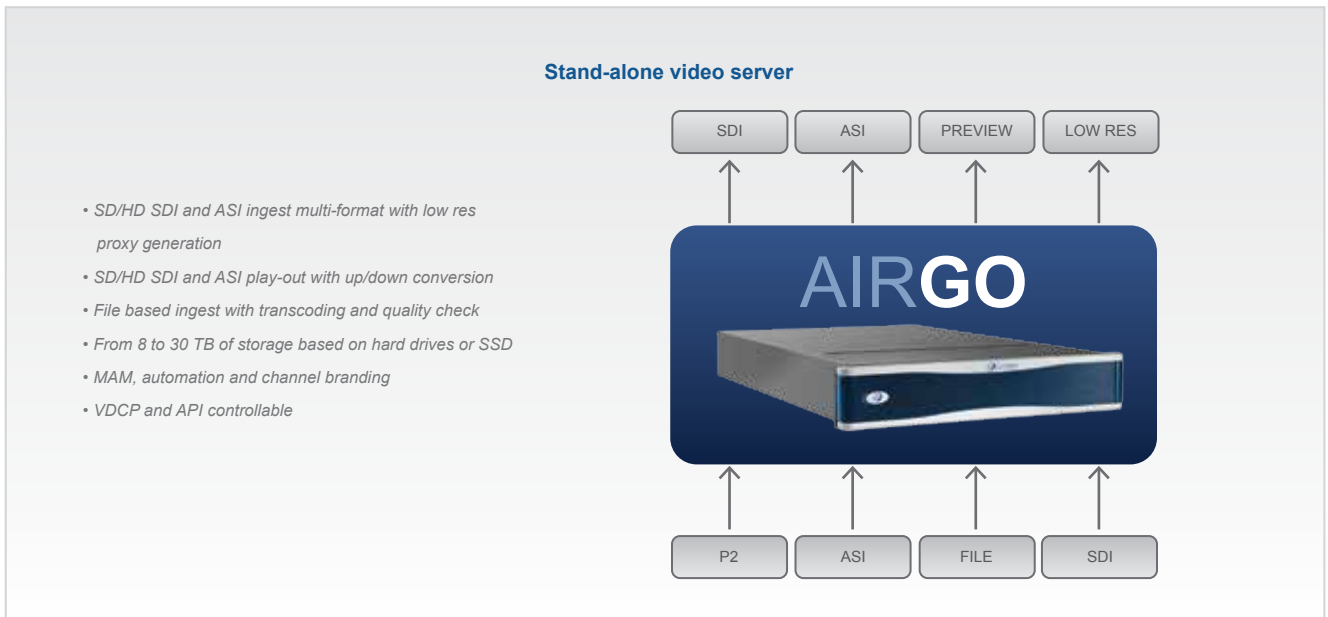 Stand-alone video server
SDI
ASI
PREVIEW
LOW RES
• SD/HD SDI and ASI ingest multi-format with low res
proxy generation
• SD/HD SDI and ASI play-out with up/down conversion
• File based ingest with transcoding and quality check
• From 8 to 30 TB of storage based on hard drives or SSD
• MAM, automation and channel branding
• VDCP and API controllable
AIRGO
P2
ASI
FILE
SDI